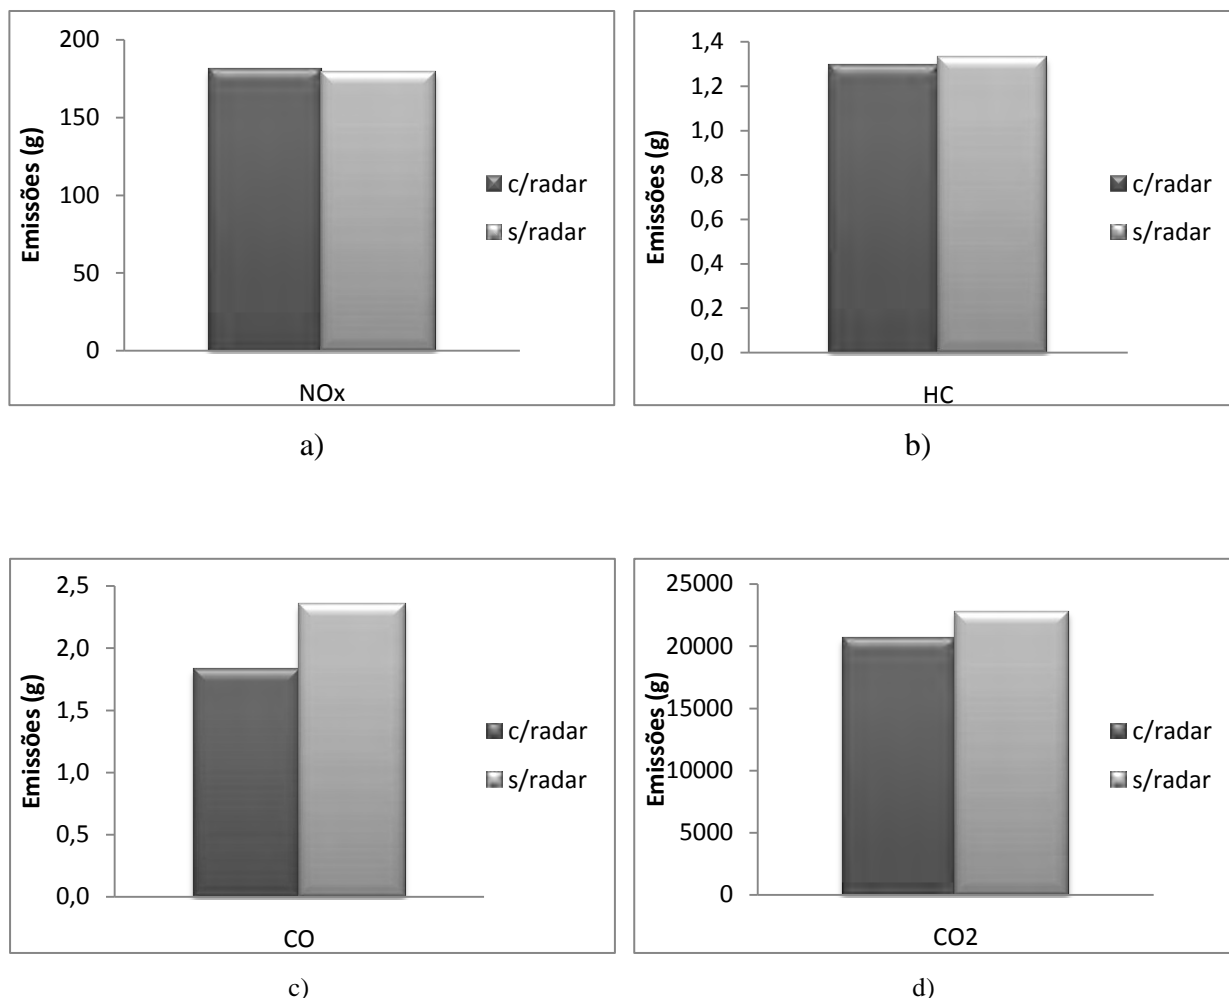 200
150
100
50
0
Emissões (g)
NOx
c/radar
s/radar
a)
1,4
1,2
1,0
0,8
0,6
0,4
0,2
0,0
Emissões (g)
HC
c/radar
s/radar
b)
2,5
2,0
1,5
1,0
0,5
0,0
Emissões (g)
CO
c/radar
s/radar
c)
25000
20000
15000
10000
5000
0
Emissões (g)
CO2
c/radar
s/radar
d)